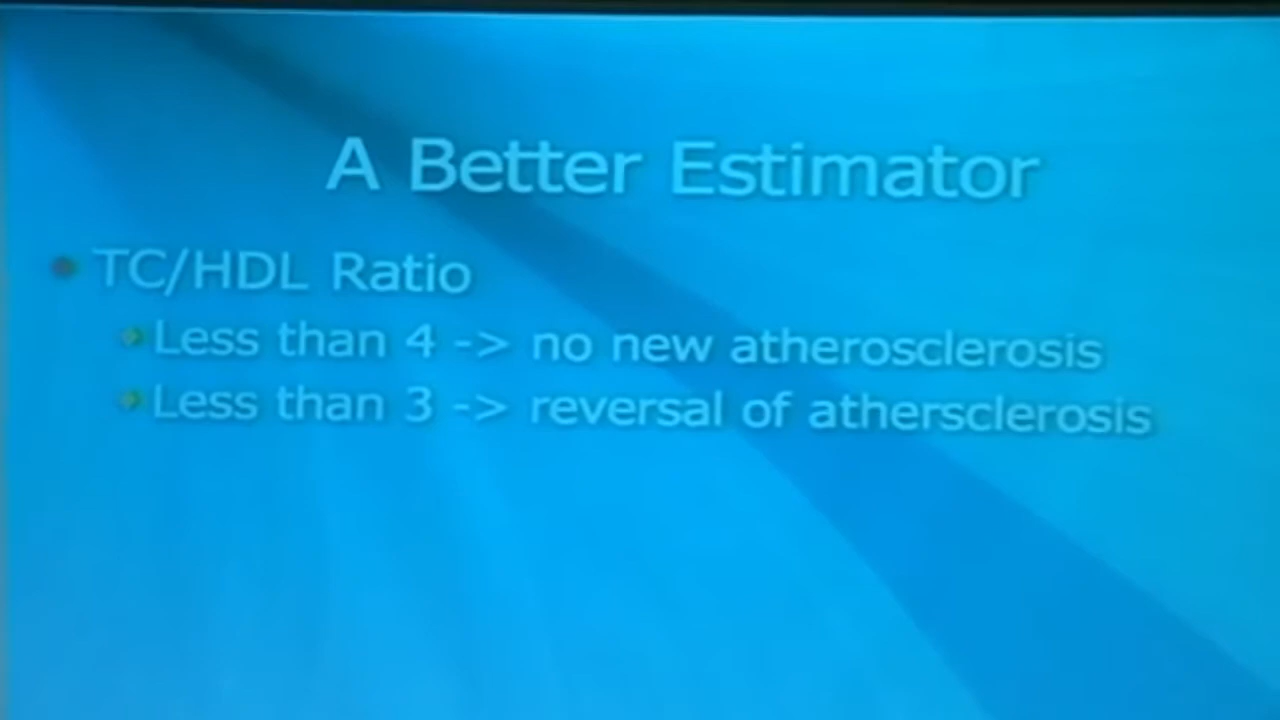 A Better Estimator
TC/HDL Ratio
Less than 4 -> no new atherosclerosis
Less than 3 -> reversal of athersclerosis